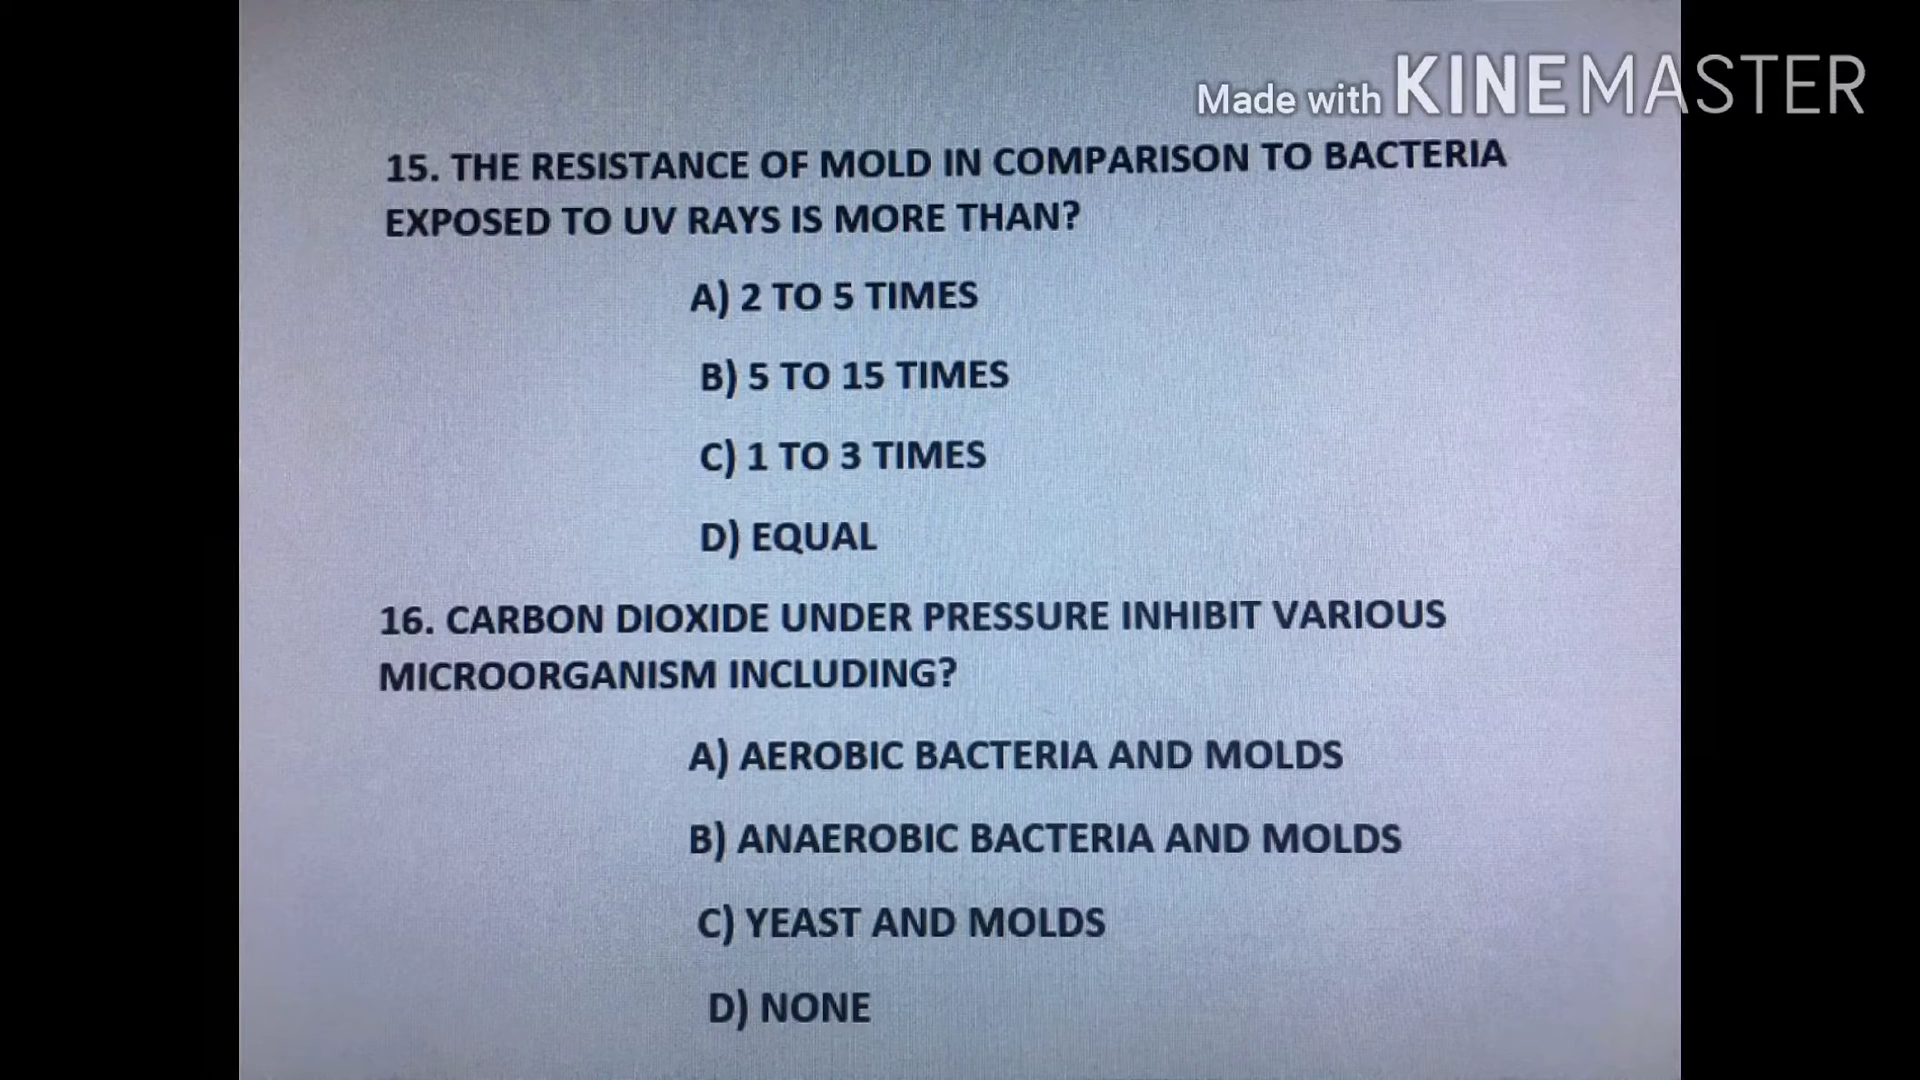 Made with KINEMASTER
15. THE RESISTANCE OF MOLD IN COMPARISON TO BACTERIA
EXPOSED TO UV RAYS IS MORE THAN?
A) 2 TO 5 TIMES
B) 5 TO 15 TIMES
C) 1 TO 3 TIMES
D) EQUAL
16. CARBON DIOXIDE UNDER PRESSURE INHIBIT VARIOUS
MICROORGANISM INCLUDING?
A) AEROBIC BACTERIA AND MOLDS
B) ANAEROBIC BACTERIA AND MOLDS
C) YEAST AND MOLDS
D) NONE